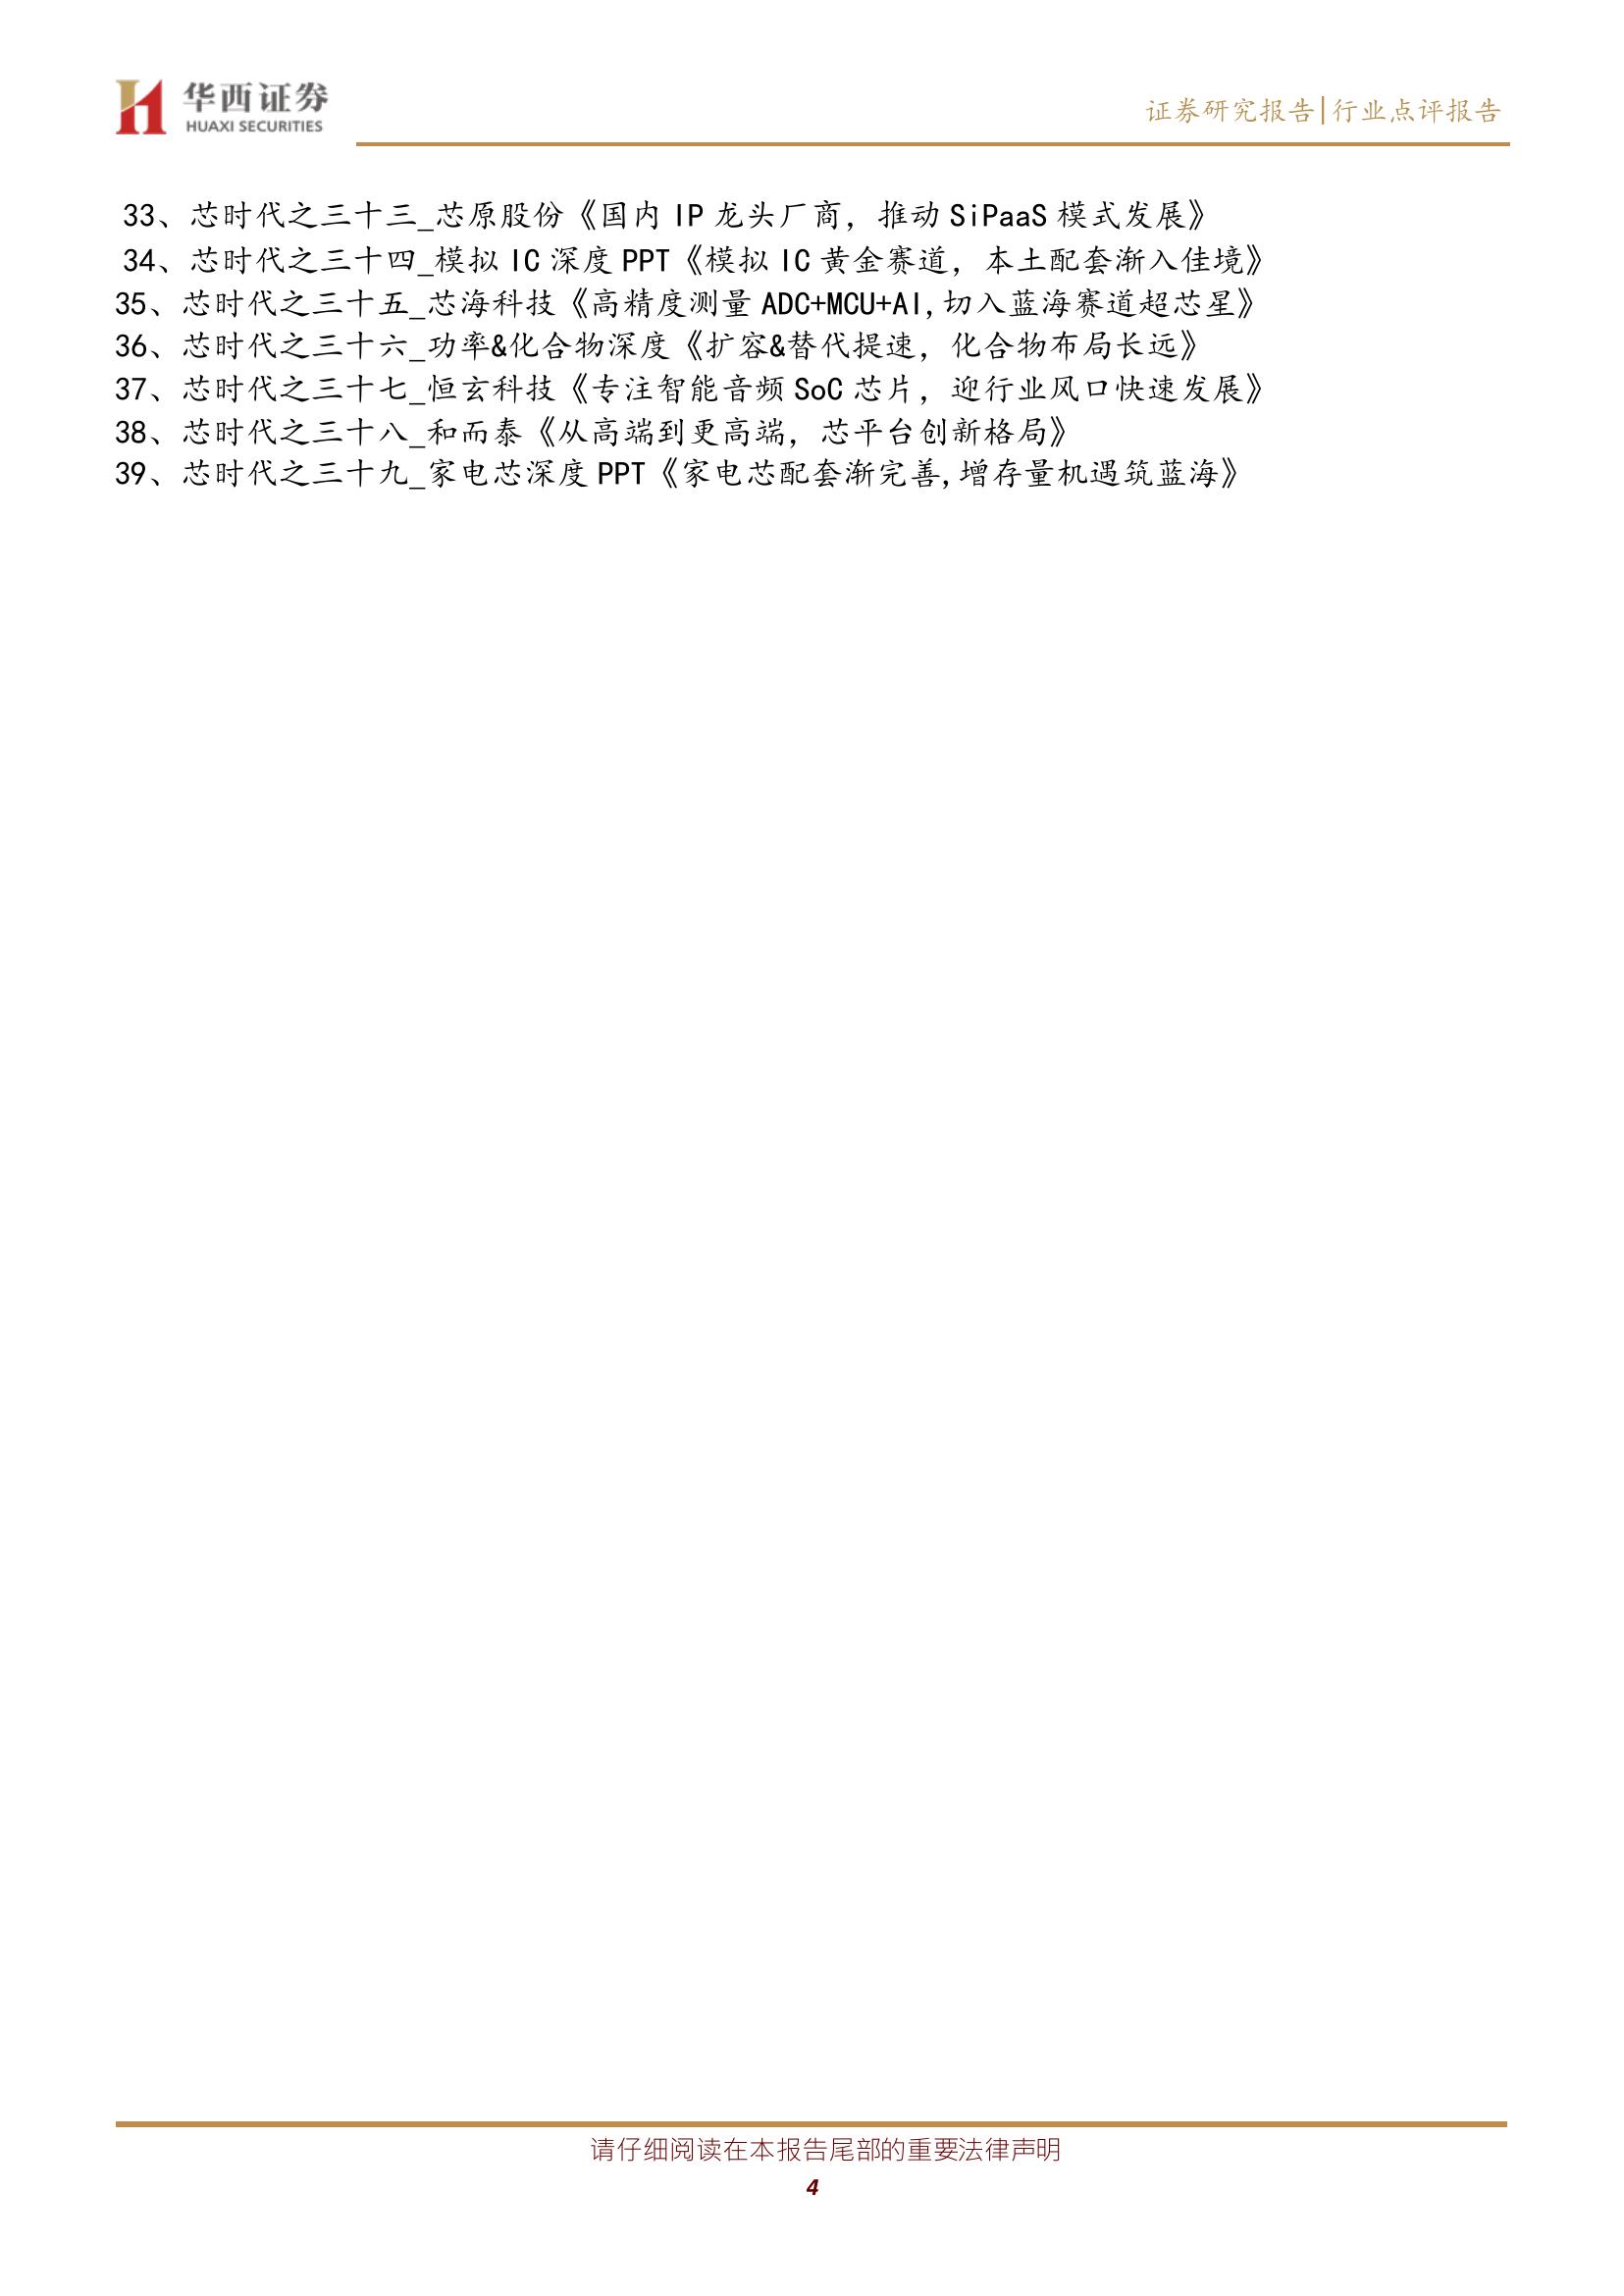 华西证券
HUAXI SECURITIES
证券研究报告|行业点评报告
33、芯时代之三十三_芯原股份《国内 IP 龙头厂商，推动 SiPaaS 模式发展》
34、芯时代之三十四_模拟 IC 深度 PPT《模拟 IC 黄金赛道，本土配套渐入佳境》
35、芯时代之三十五_芯海科技《高精度测量 ADC+MCU+AI,切入蓝海赛道超芯星》
36、芯时代之三十六_功率&化合物深度《扩容&替代提速，化合物布局长远》
37、芯时代之三十七_恒玄科技《专注智能音频 SoC 芯片，迎行业风口快速发展》
38、芯时代之三十八_和而泰《从高端到更高端，芯平台创新格局》
39、芯时代之三十九_家电芯深度 PPT《家电芯配套渐完善,增存量机遇筑蓝海》
请仔细阅读在本报告尾部的重要法律声明
4